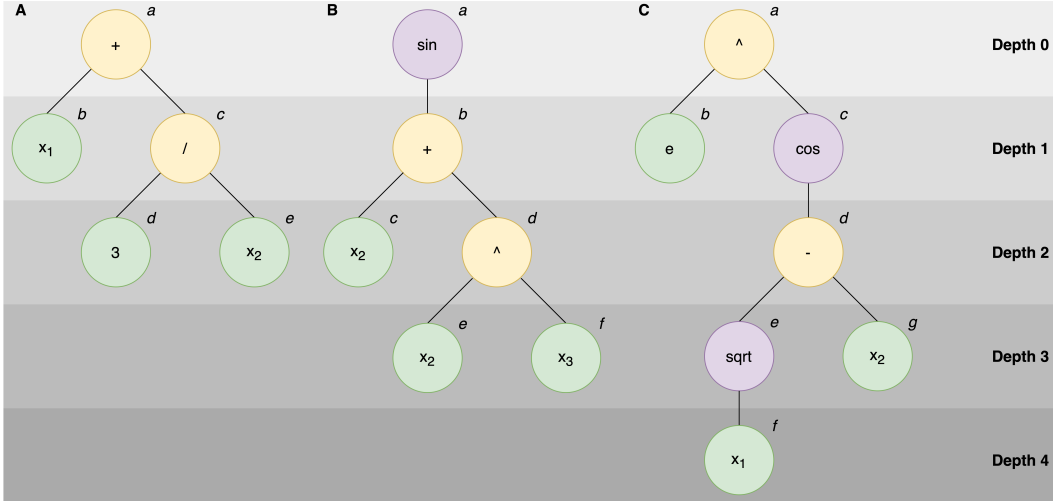 A a B a C a
+ sin ^ Depth 0
b c b b c
x1 / + e cos Depth 1
d e c d d
3 x2 x2 ^ - Depth 2
e f e g
x2 x3 sqrt x2 Depth 3
f
x1 Depth 4